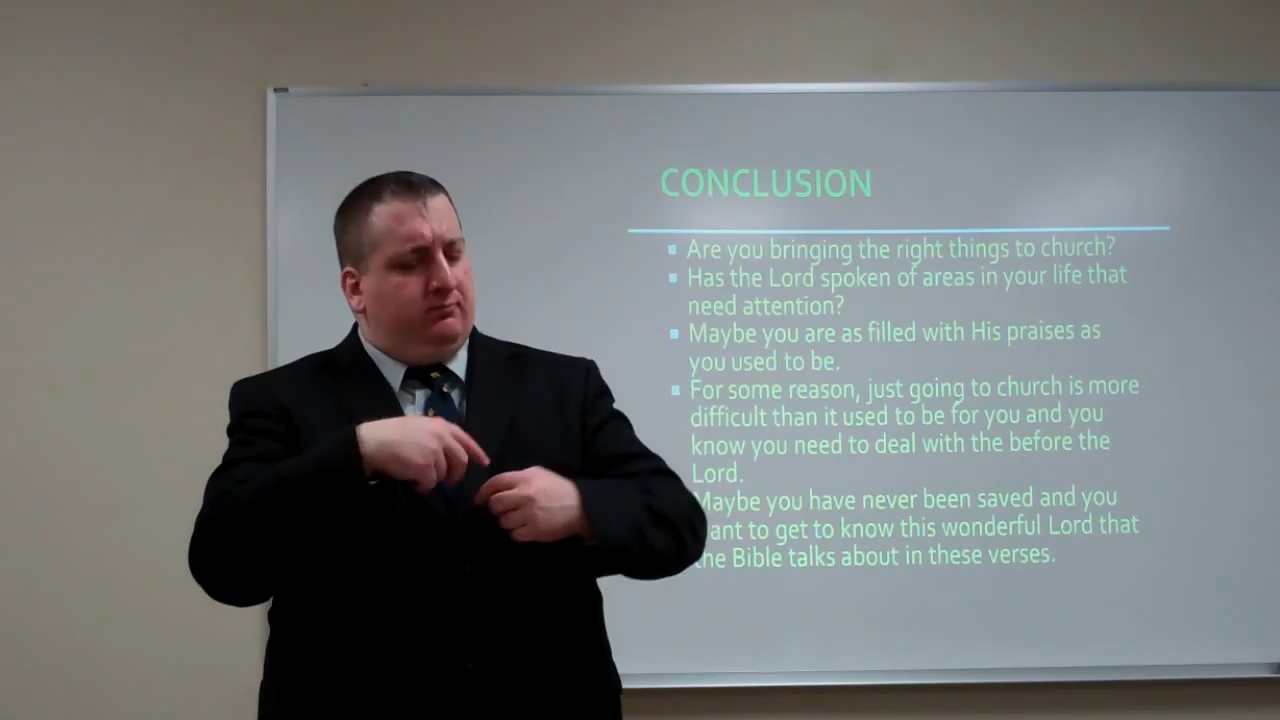 CONCLUSION
Are you bringing the right things to church?
Has the Lord spoken of areas in your life that
need attention?
Maybe you are as filled with His praises as
you used to be.
For some reason, just going to church is more
difficult than it used to be for you and you
know you need to deal with the before the
Lord.
Maybe you have never been saved and you
want to get to know this wonderful Lord that
the Bible talks about in these verses.